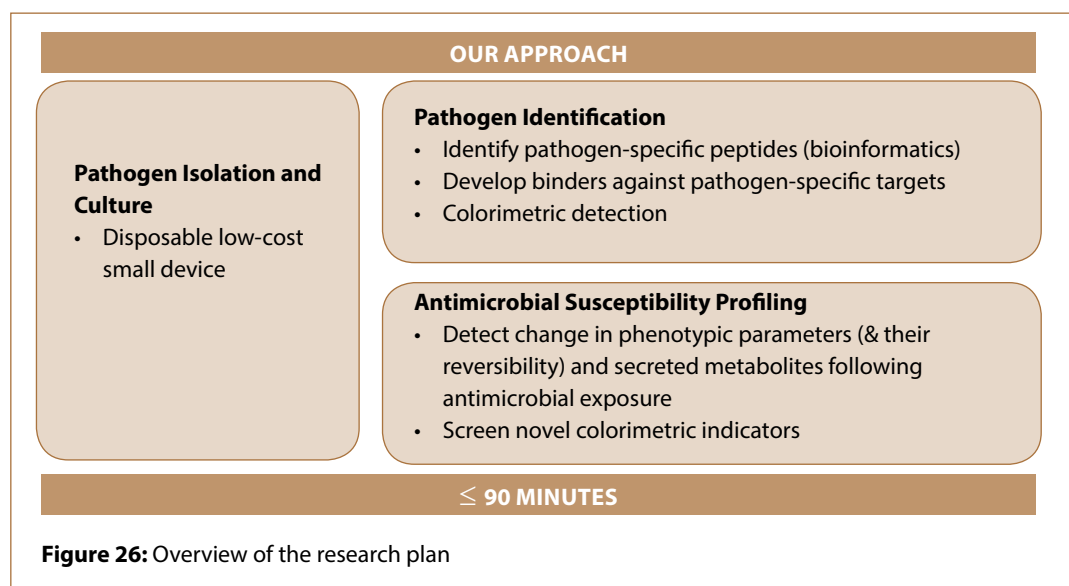 OUR APPROACH
Pathogen Isolation and
Culture
• Disposable low-cost
small device
Pathogen Identification
• Identify pathogen-specific peptides (bioinformatics)
• Develop binders against pathogen-specific targets
• Colorimetric detection
Antimicrobial Susceptibility Profiling
• Detect change in phenotypic parameters (& their
reversibility) and secreted metabolites following
antimicrobial exposure
• Screen novel colorimetric indicators
≤ 90 MINUTES
Figure 26: Overview of the research plan